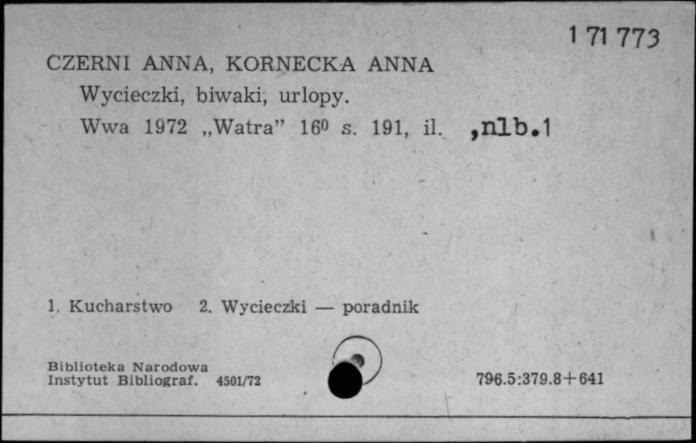 1 71 773
CZERNI ANNA, KORNECKA ANNA
Wycieczki, biwaki, urlopy.
Wwa 1972 „Watra” 16⁰ s. 191, il. ,nlb.1
1. Kucharstwo 2. Wycieczki — poradnik
Biblioteka Narodowa
Instytut Bibliograf. 4501/72 796.5:379.8+641